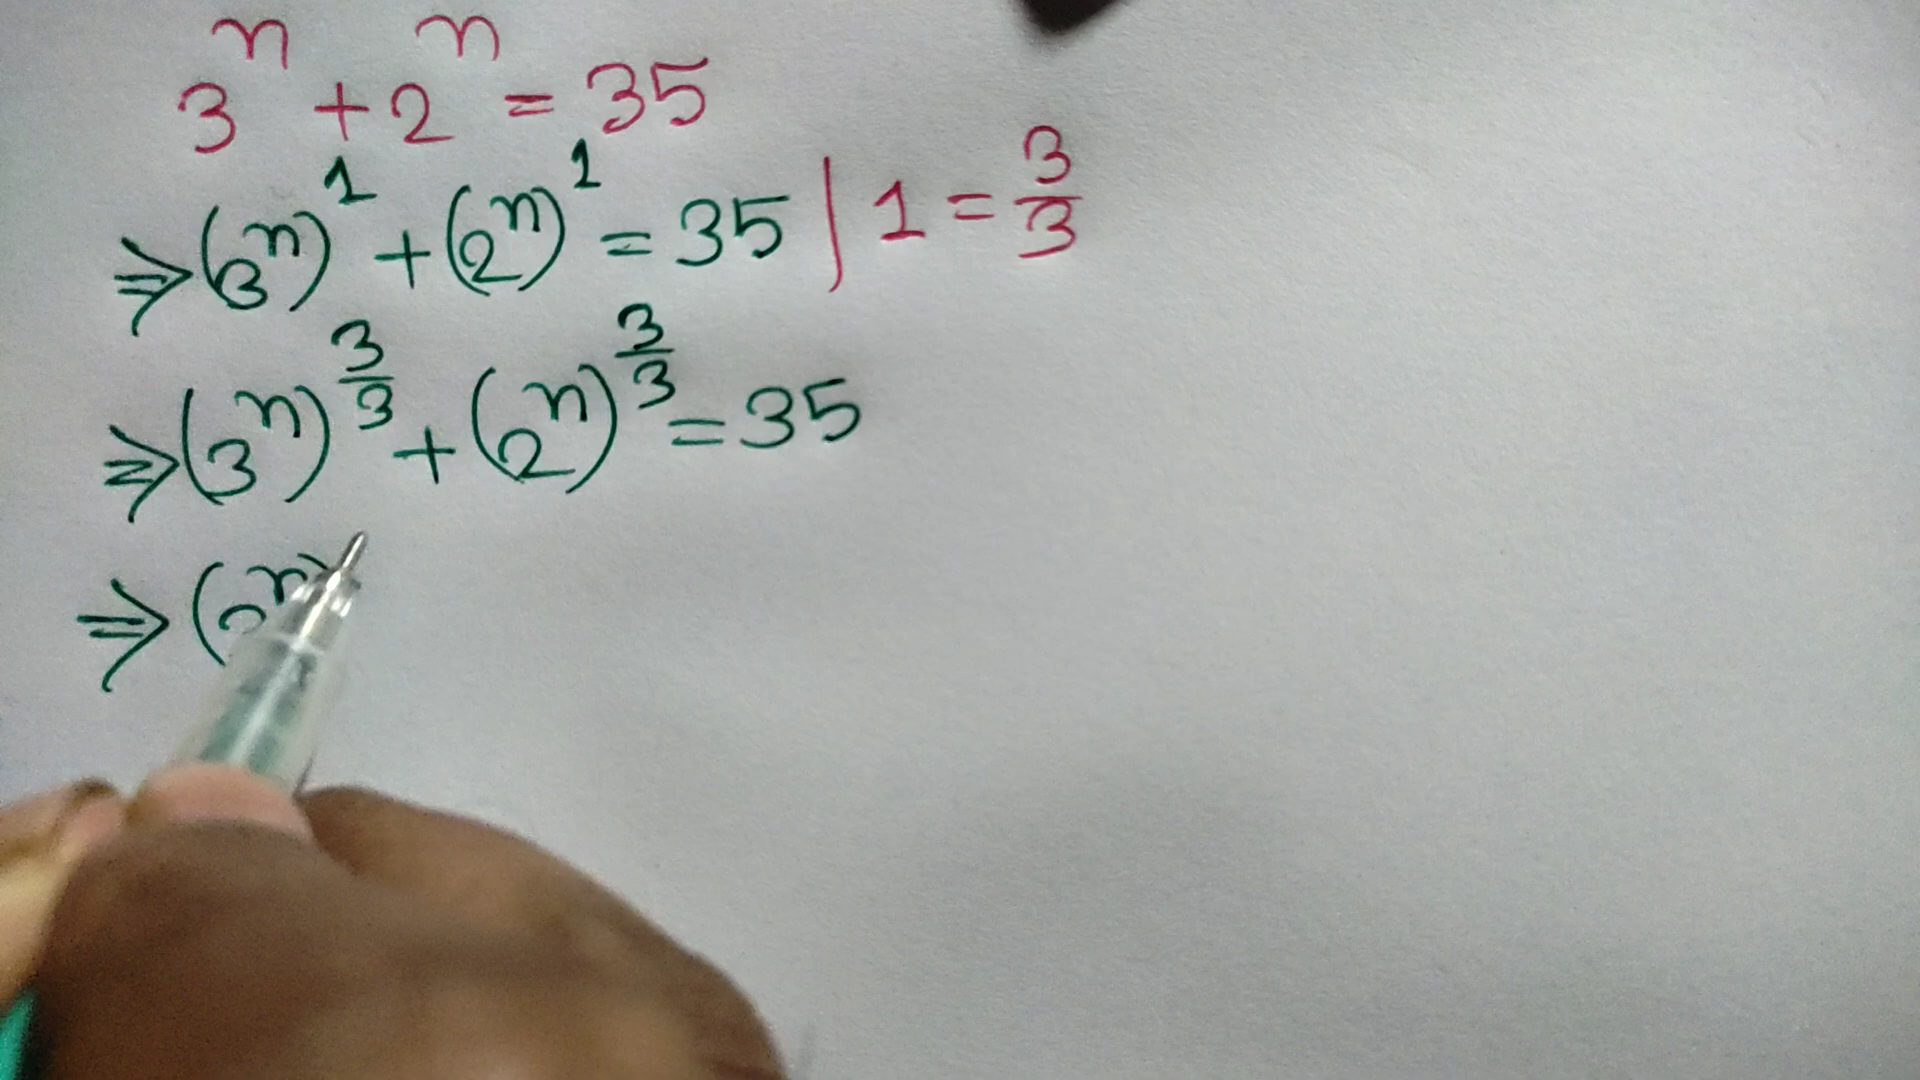 3^n + 2^n = 35
⇒ (3^n)^1 + (2^n)^1 = 35 | 1 = 3/3
⇒ (3^n)^(3/3) + (2^n)^(3/3) = 35
⇒ (